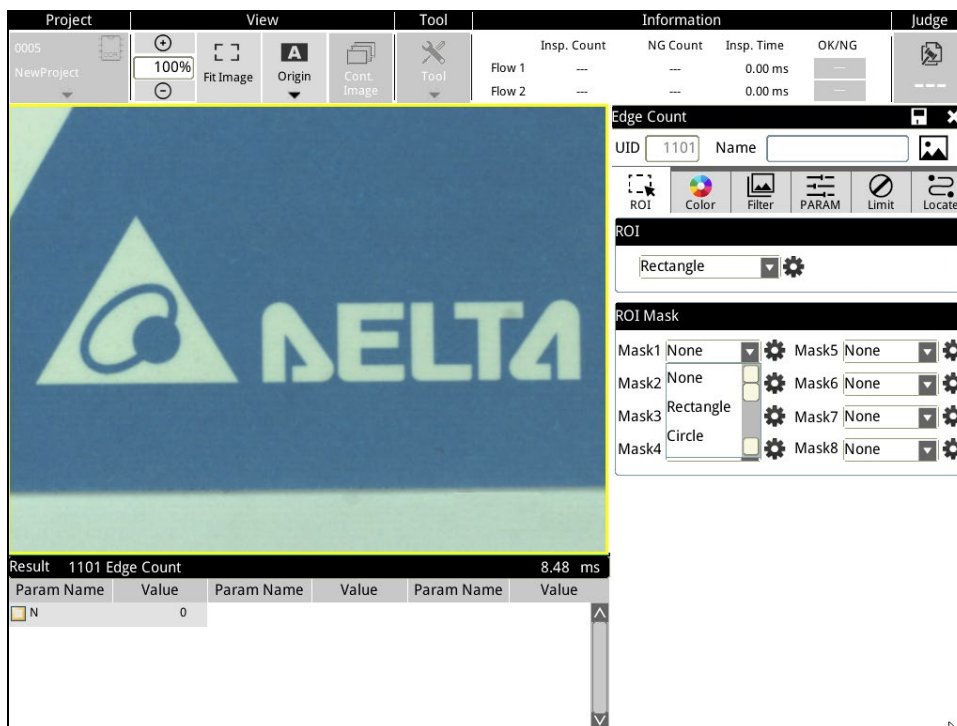 Project View Tool Information Judge
0005
NewProject
100%
Fit Image
A
Origin
Cont.
Image
Tool
Insp. Count NG Count Insp. Time OK/NG
Flow 1 --- --- 0.00 ms —
Flow 2 --- --- 0.00 ms —
---
DELTA
Edge Count
UID 1101 Name
ROI Color Filter PARAM Limit Locate
ROI
Rectangle
ROI Mask
Mask1 None Mask5 None
Mask2 None Mask6 None
Mask3 Rectangle Mask7 None
Mask4 Circle Mask8 None
Result 1101 Edge Count 8.48 ms
Param Name Value Param Name Value Param Name Value
N 0